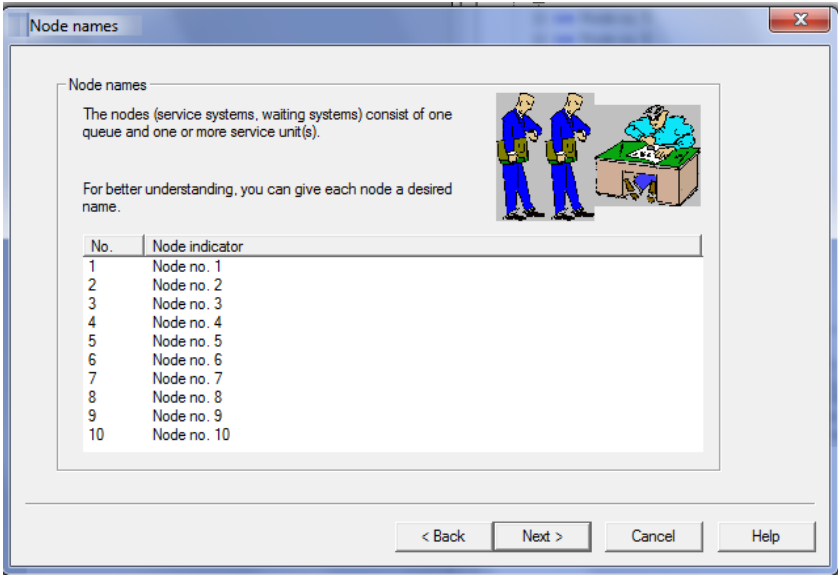 Node names
Node names
The nodes (service systems, waiting systems) consist of one
queue and one or more service unit(s).
For better understanding, you can give each node a desired
name.
No. Node indicator
1 Node no. 1
2 Node no. 2
3 Node no. 3
4 Node no. 4
5 Node no. 5
6 Node no. 6
7 Node no. 7
8 Node no. 8
9 Node no. 9
10 Node no. 10
< Back Next > Cancel Help